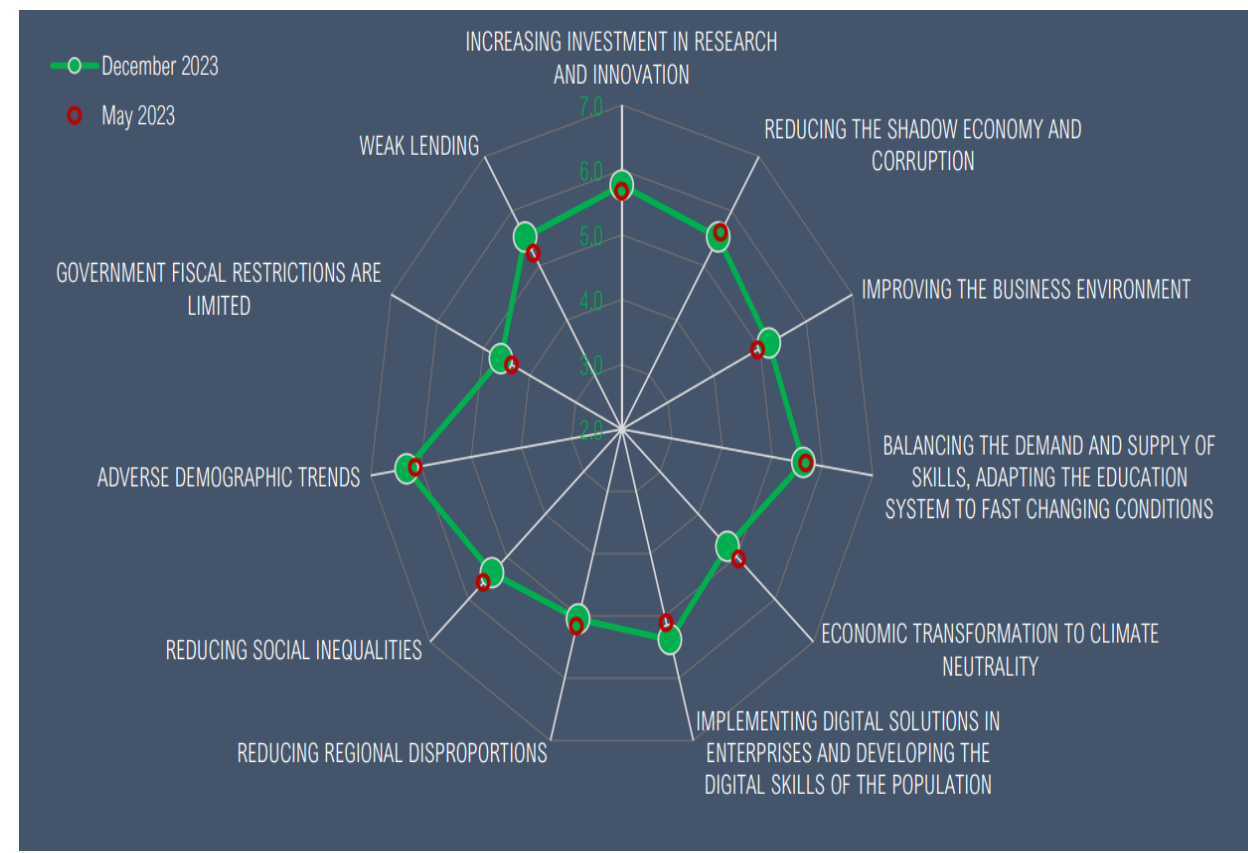 December 2023
May 2023
INCREASING INVESTMENT IN RESEARCH
AND INNOVATION
REDUCING THE SHADOW ECONOMY AND
CORRUPTION
IMPROVING THE BUSINESS ENVIRONMENT
BALANCING THE DEMAND AND SUPPLY OF
SKILLS, ADAPTING THE EDUCATION
SYSTEM TO FAST CHANGING CONDITIONS
ECONOMIC TRANSFORMATION TO CLIMATE
NEUTRALITY
IMPLEMENTING DIGITAL SOLUTIONS IN
ENTERPRISES AND DEVELOPING THE
DIGITAL SKILLS OF THE POPULATION
REDUCING REGIONAL DISPROPORTIONS
REDUCING SOCIAL INEQUALITIES
ADVERSE DEMOGRAPHIC TRENDS
GOVERNMENT FISCAL RESTRICTIONS ARE
LIMITED
WEAK LENDING
7.0
6.0
5.0
4.0
3.0
2.0